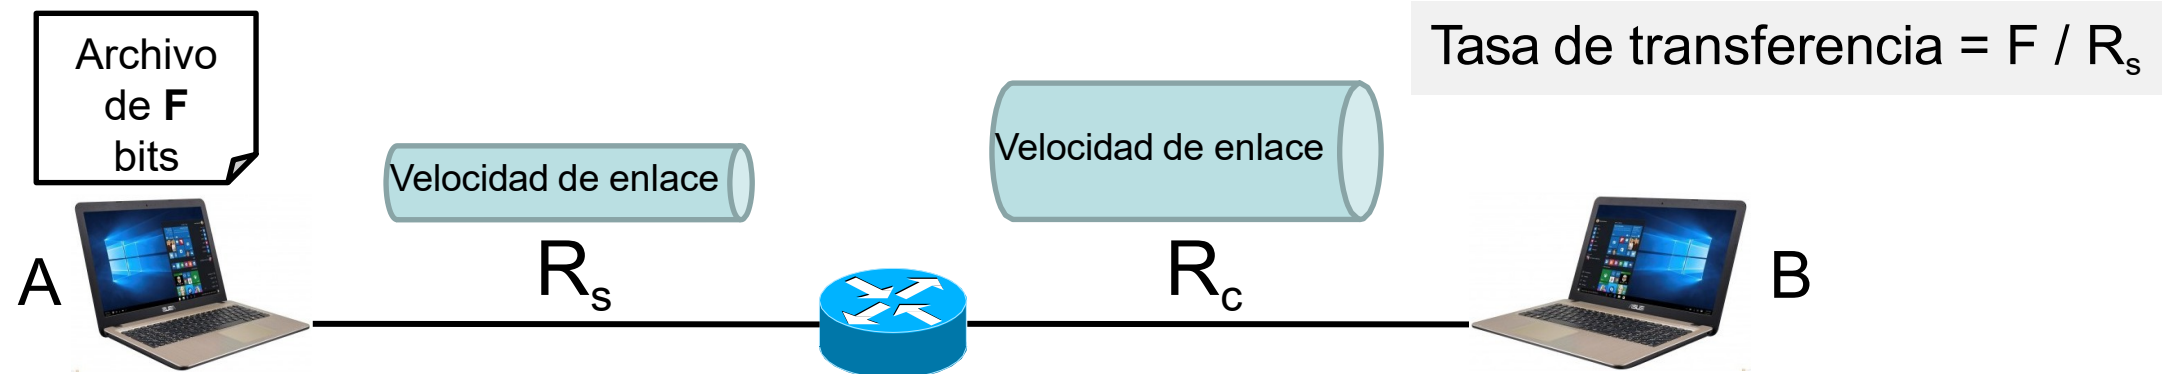 Archivo
de F
bits
Tasa de transferencia = F / Rs
Velocidad de enlace
Velocidad de enlace
A
Rs
Rc
B